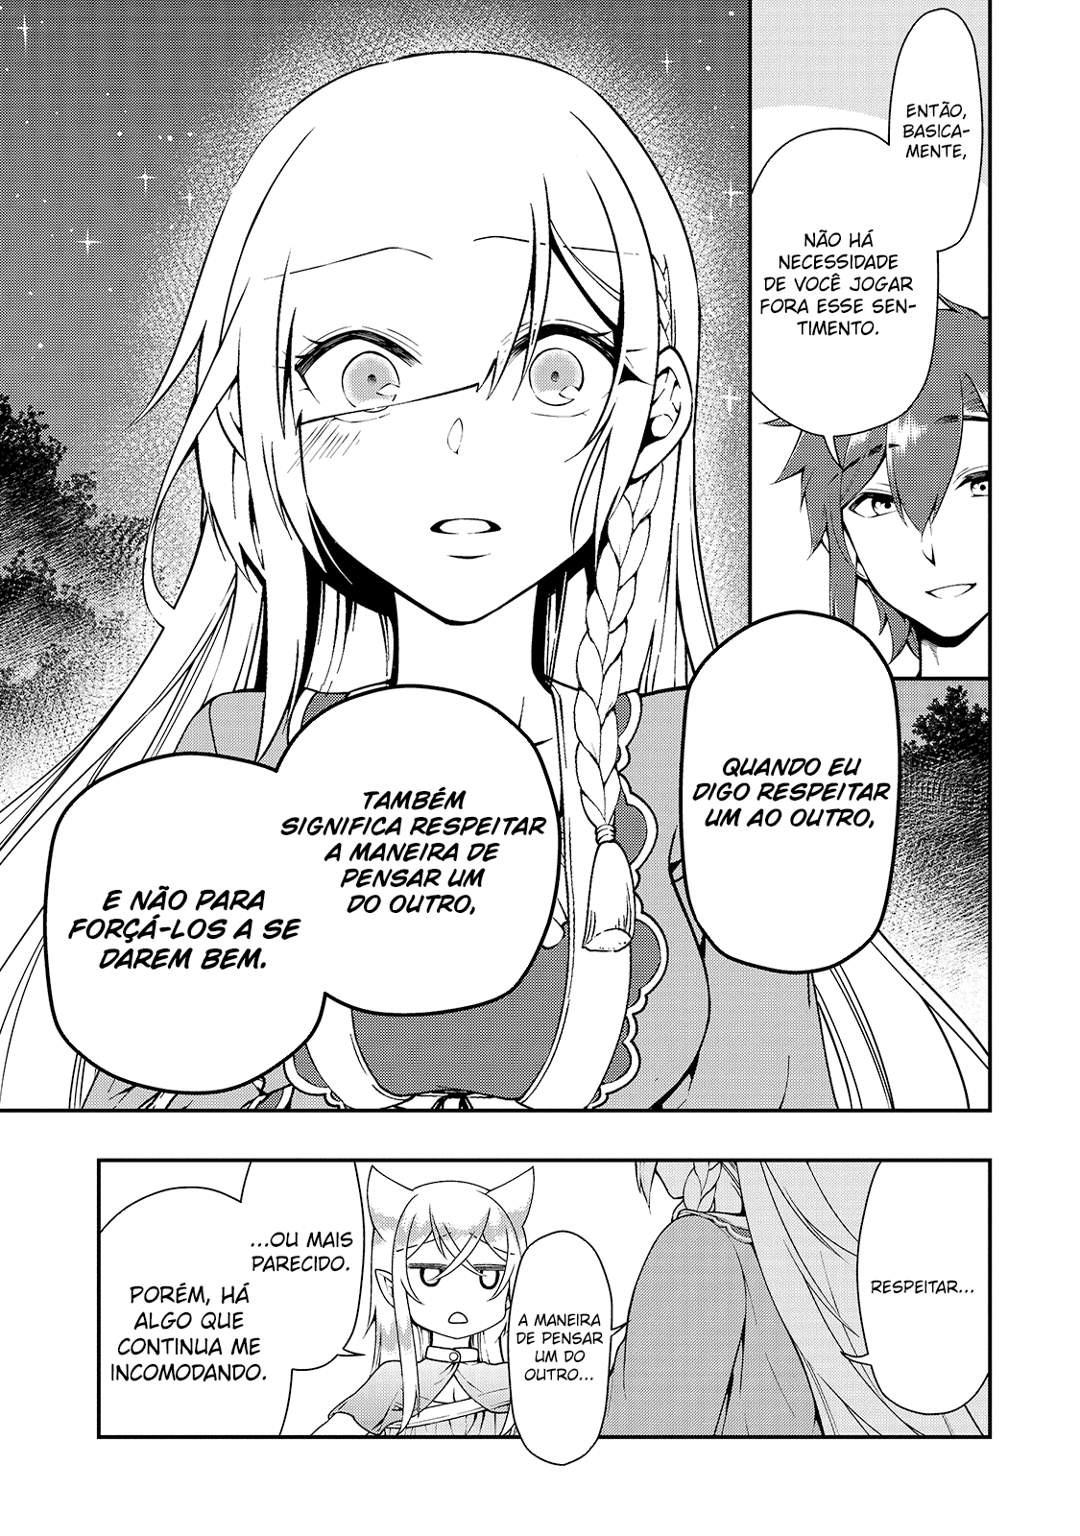 ENTÃO,
BASICA-
MENTE,
NÃO HÁ
NECESSIDADE
DE VOCÊ JOGAR
FORA ESSE SEN-
TIMENTO.
QUANDO EU
DIGO RESPEITAR
UM AO OUTRO,
TAMBÉM
SIGNIFICA RESPEITAR
A MANEIRA DE
PENSAR UM
DO OUTRO,
E NÃO PARA
FORÇÁ-LOS A SE
DAREM BEM.
RESPEITAR...
A MANEIRA
DE PENSAR
UM DO
OUTRO...
...OU MAIS
PARECIDO.
PORÉM, HÁ
ALGO QUE
CONTINUA ME
INCOMODANDO.